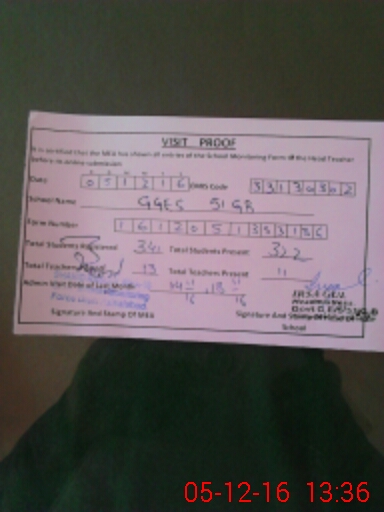 VISIT PROOF
It is certified that the MEA has shown all entries of the School Monitoring Form to the Head Teacher
before its online submission.
Date 0 5 1 2 1 6 EMIS Code 3 3 1 3 0 3 0 2
School Name GGES 51 GB
Form Number 1 6 1 2 0 5 1 3 3 1 3 6
Total Students Registered 341 Total Students Present 322
Total Teachers 13 Total Teachers Present 11
Admin Visit Date of Last Month
Signature And Stamp Of MEA Signature And Stamp Of Head Of
School
05-12-16 13:36